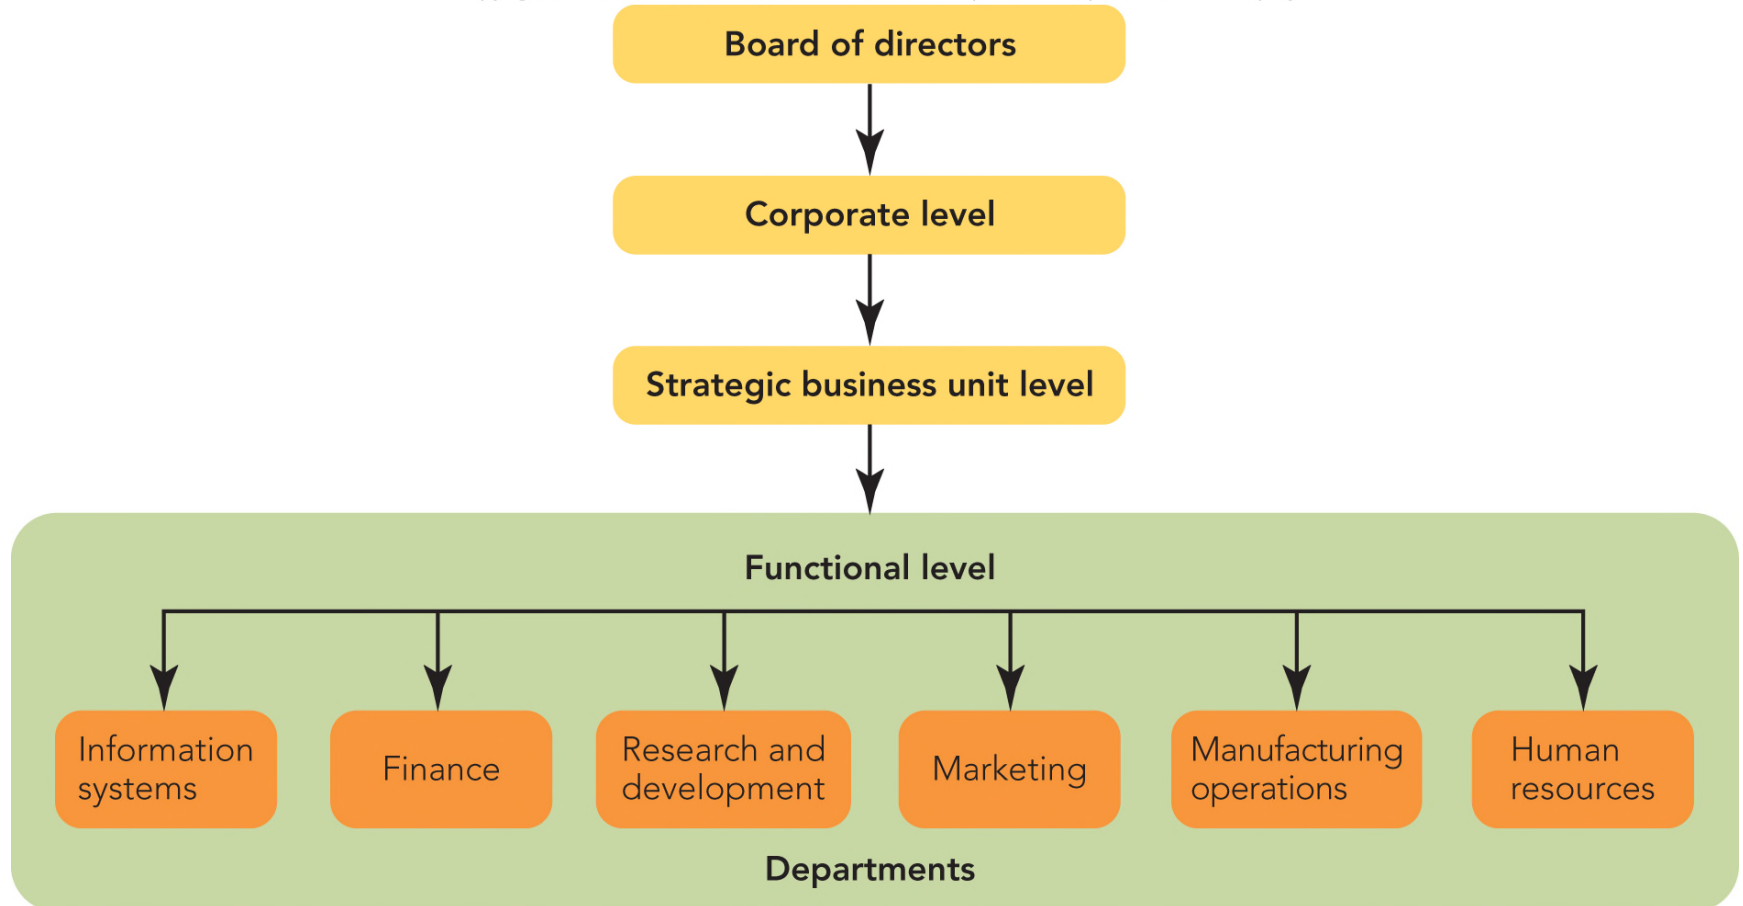 Board of directors
Corporate level
Strategic business unit level
Functional level
Information
systems
Finance
Research and
development
Marketing
Manufacturing
operations
Human
resources
Departments